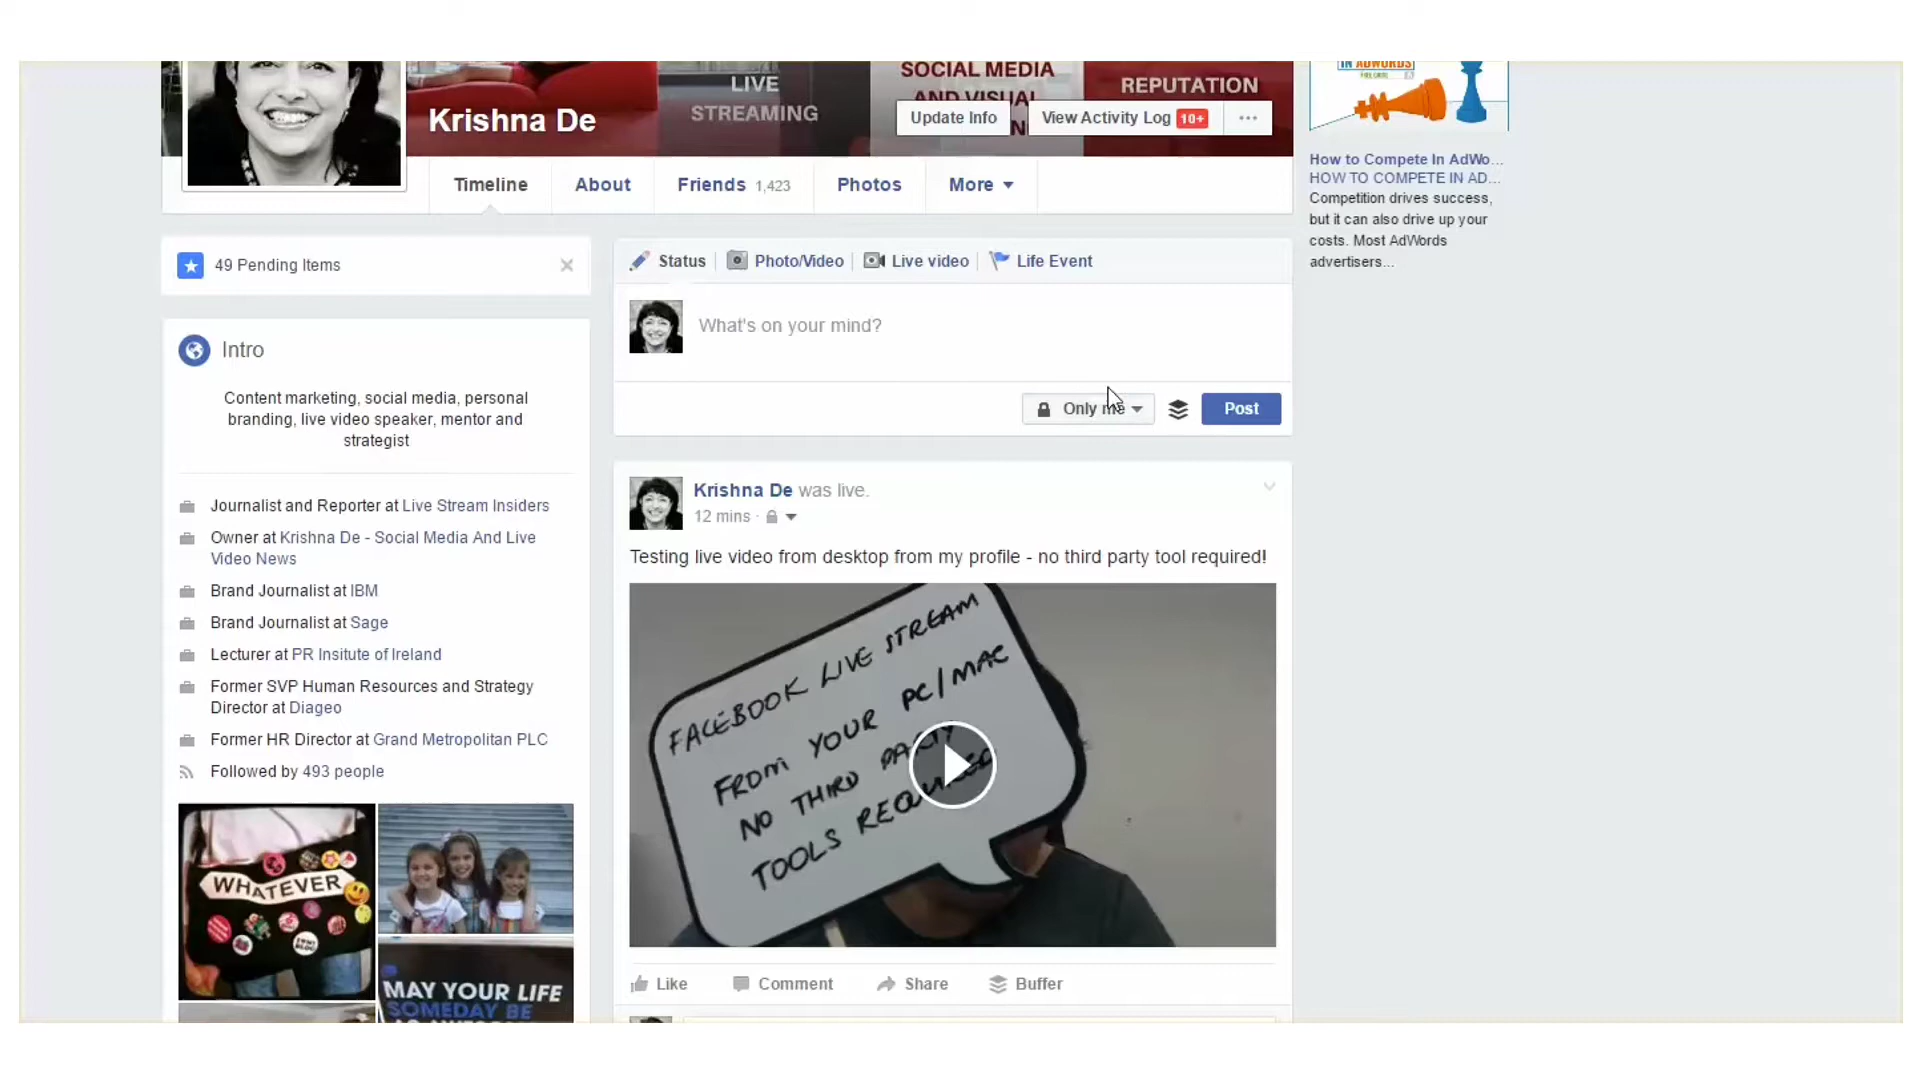 LIVE
STREAMING
SOCIAL MEDIA
AND VISUAL
REPUTATION
Krishna De
Update Info
View Activity Log 10+
Timeline
About
Friends 1,423
Photos
More
IN ADWORDS
How to Compete In AdWo...
HOW TO COMPETE IN AD...
Competition drives success,
but it can also drive up your
costs. Most AdWords
advertisers...
49 Pending Items
Intro
Content marketing, social media, personal
branding, live video speaker, mentor and
strategist
Journalist and Reporter at Live Stream Insiders
Owner at Krishna De - Social Media And Live
Video News
Brand Journalist at IBM
Brand Journalist at Sage
Lecturer at PR Insitute of Ireland
Former SVP Human Resources and Strategy
Director at Diageo
Former HR Director at Grand Metropolitan PLC
Followed by 493 people
WHATEVER
MAY YOUR LIFE
SOMEDAY BE
Status
Photo/Video
Live video
Life Event
What's on your mind?
Only me
Post
Krishna De was live.
12 mins ·
Testing live video from desktop from my profile - no third party tool required!
FACEBOOK LIVE STREAM
FROM YOUR PC/MAC
NO THIRD PARTY
TOOLS REQUIRED
Like
Comment
Share
Buffer